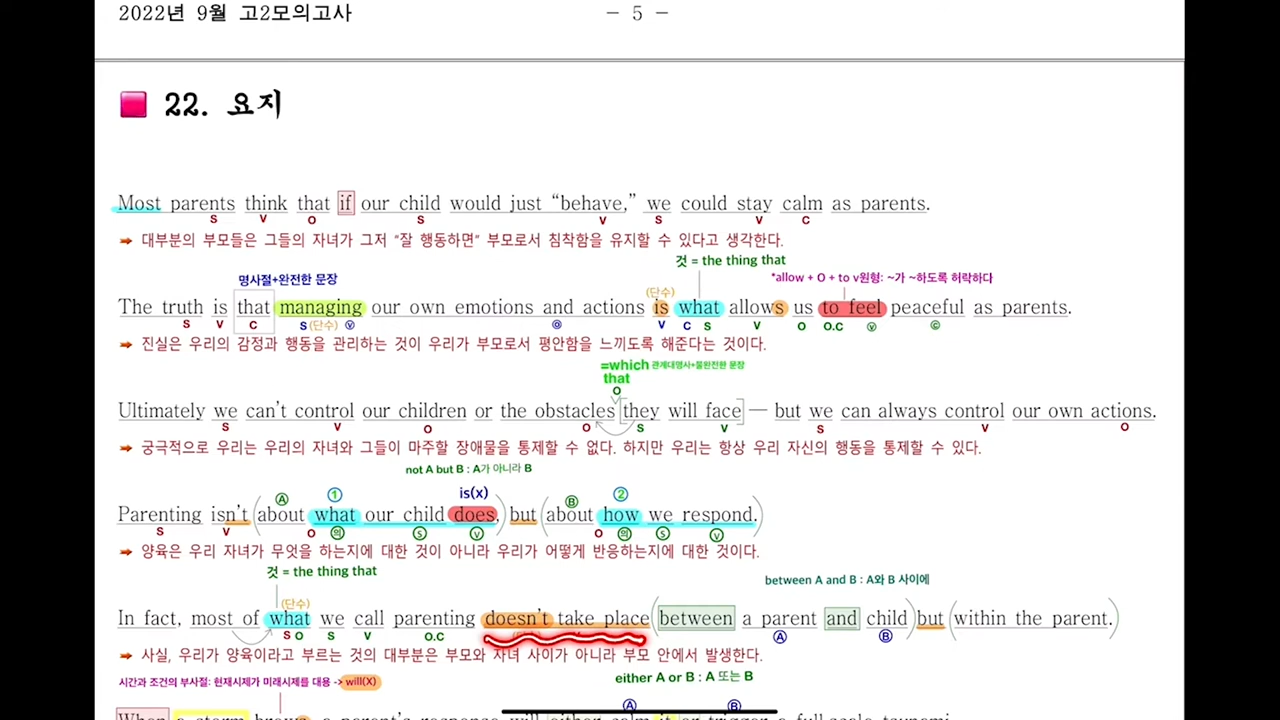 2022년 9월 고2모의고사 - 5 -
22. 요지
Most parents think that if our child would just “behave,” we could stay calm as parents.
S V O S V S V C
➡ 대부분의 부모들은 그들의 자녀가 그저 “잘 행동하면” 부모로서 침착함을 유지할 수 있다고 생각한다.
것 = the thing that
명사절+완전한 문장 *allow + O + to v원형: ~가 ~하도록 허락하다
(단수)
The truth is that managing our own emotions and actions is what allows us to feel peaceful as parents.
S V C S (단수) ⓥ ⓞ V C S V O O.C ⓥ ⓒ
➡ 진실은 우리의 감정과 행동을 관리하는 것이 우리가 부모로서 평안함을 느끼도록 해준다는 것이다.
=which 관계대명사+불완전한 문장
that
O
Ultimately we can’t control our children or the obstacles [they will face] — but we can always control our own actions.
S V O O S V S V O
➡ 궁극적으로 우리는 우리의 자녀와 그들이 마주할 장애물을 통제할 수 없다. 하지만 우리는 항상 우리 자신의 행동을 통제할 수 있다.
not A but B : A가 아니라 B
Ⓐ ① is(x) Ⓑ ②
Parenting isn’t (about what our child does,) but (about how we respond.)
S V O 의 ⓢ ⓥ O 의 ⓢ ⓥ
➡ 양육은 우리 자녀가 무엇을 하는지에 대한 것이 아니라 우리가 어떻게 반응하는지에 대한 것이다.
것 = the thing that between A and B : A와 B 사이에
(단수)
In fact, most of what we call parenting doesn’t take place (between a parent and child) but (within the parent.)
S O S V O.C Ⓐ Ⓑ
➡ 사실, 우리가 양육이라고 부르는 것의 대부분은 부모와 자녀 사이가 아니라 부모 안에서 발생한다.
시간과 조건의 부사절: 현재시제가 미래시제를 대용 -> will(X) either A or B : A 또는 B
Ⓐ Ⓑ
When a storm brews, a parent’s response will either calm it or trigger a full-scale tsunami.